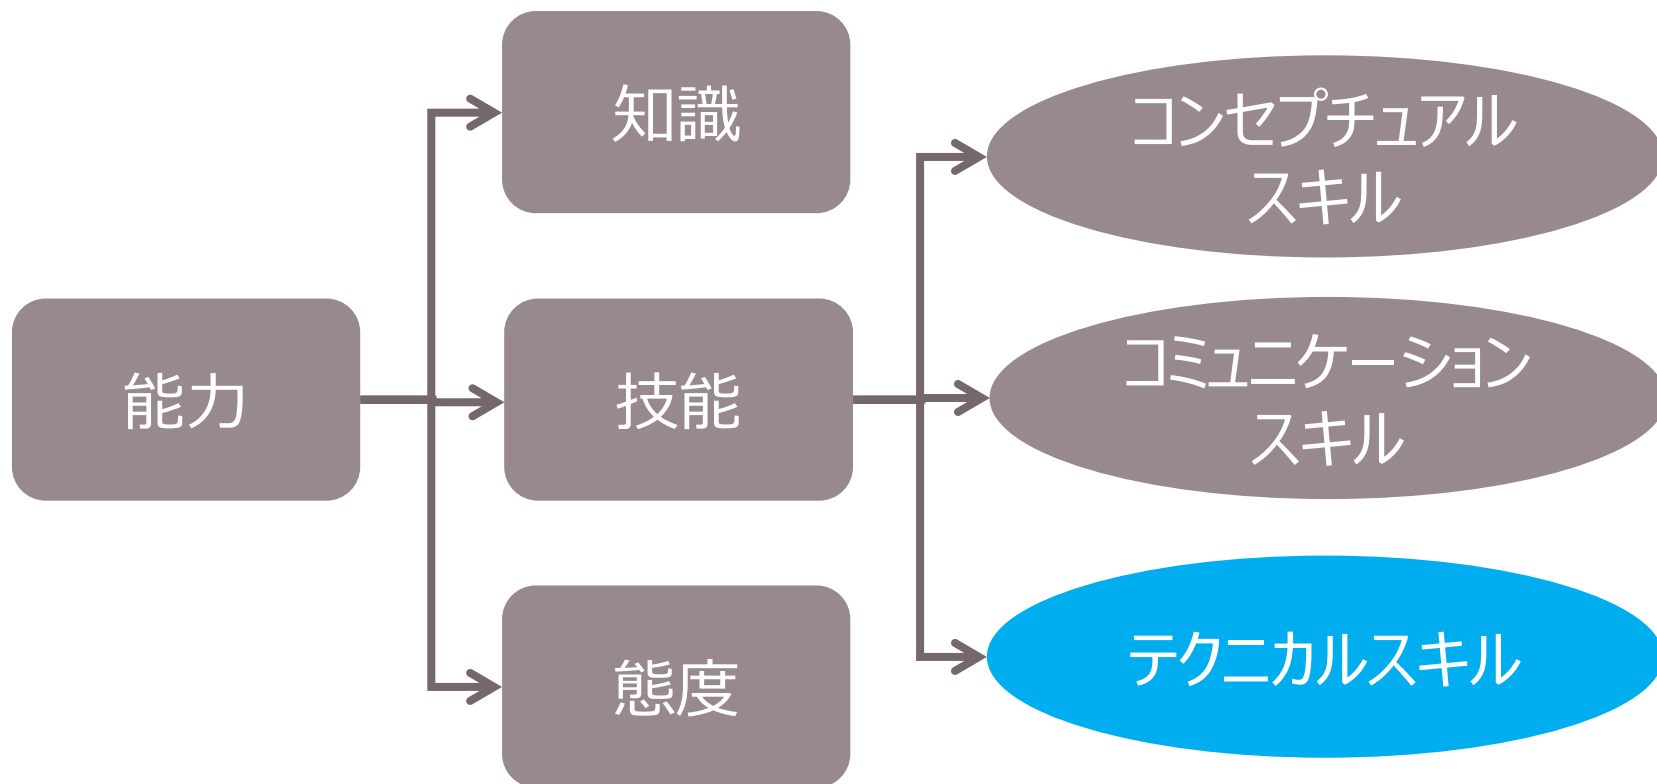 知識
コンセプチュアル
スキル
能力
技能
コミュニケーション
スキル
態度
テクニカルスキル